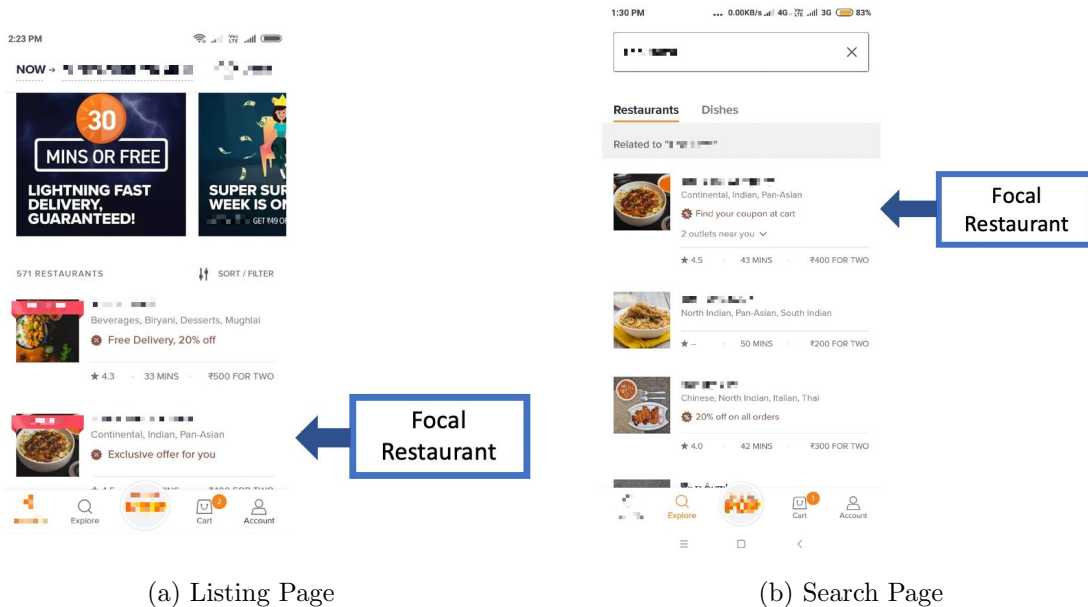 2:23 PM
VoLTE
NOW →
30
MINS OR FREE
LIGHTNING FAST
DELIVERY,
GUARANTEED!
SUPER SUR
WEEK IS ON
GET ₹49 O
571 RESTAURANTS
SORT / FILTER
Beverages, Biryani, Desserts, Mughlai
Free Delivery, 20% off
★ 4.3 · 33 MINS · ₹500 FOR TWO
Continental, Indian, Pan-Asian
Exclusive offer for you
Focal
Restaurant
2
Explore
Cart
Account
(a) Listing Page
1:30 PM
... 0.00KB/s 4G VoLTE 3G 83%
Restaurants Dishes
Related to "
Continental, Indian, Pan-Asian
Find your coupon at cart
2 outlets near you
★ 4.5 · 43 MINS · ₹400 FOR TWO
Focal
Restaurant
North Indian, Pan-Asian, South Indian
★ -- · 50 MINS · ₹200 FOR TWO
Chinese, North Indian, Italian, Thai
20% off on all orders
★ 4.0 · 42 MINS · ₹300 FOR TWO
1
Explore
Cart
Account
(b) Search Page